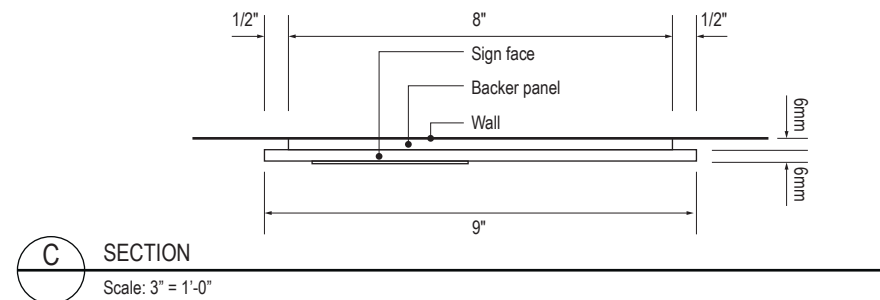 1/2" 8" 1/2"
Sign face
Backer panel
Wall
6mm
6mm
9"
C SECTION
Scale: 3” = 1’-0”